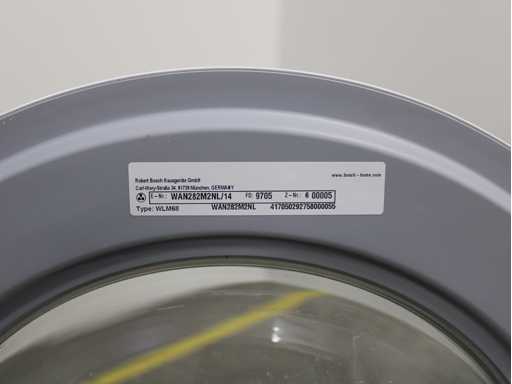 Robert Bosch Hausgeräte GmbH
www.bosch-home.com
Carl-Wery-Straße 34, 81739 München, GERMANY
E-Nr.: WAN282M2NL/14 FD: 9705 Z-Nr.: 6 00005
Type: WLM68 WAN282M2NL 417050292758000055